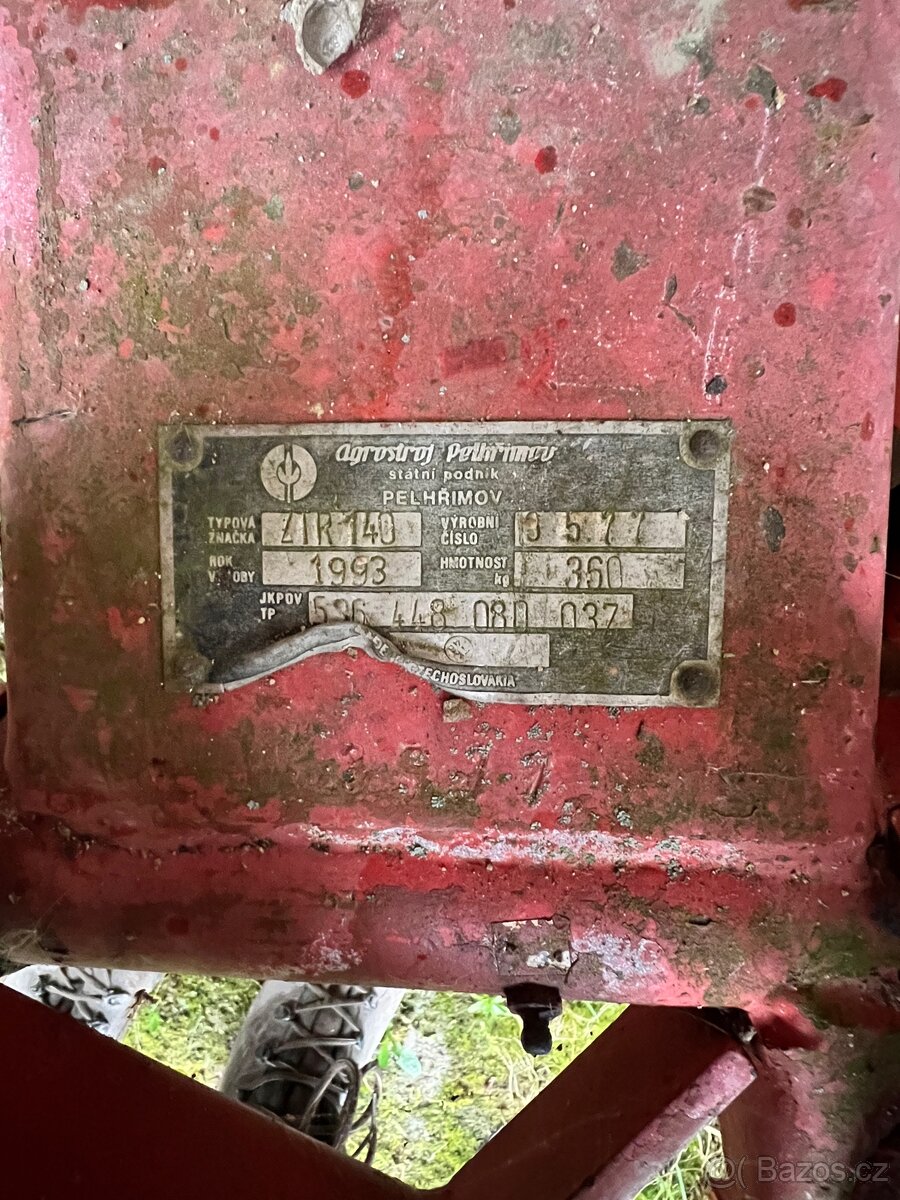 Agrostroj Pelhřimov
státní podnik
PELHŘIMOV
TYPOVÁ ZNAČKA ZTR 140 VÝROBNÍ ČÍSLO 3577
ROK VÝROBY 1993 HMOTNOST kg 360
JKPOV TP 536 448 080 037
CZECHOSLOVAKIA
Bazos.cz